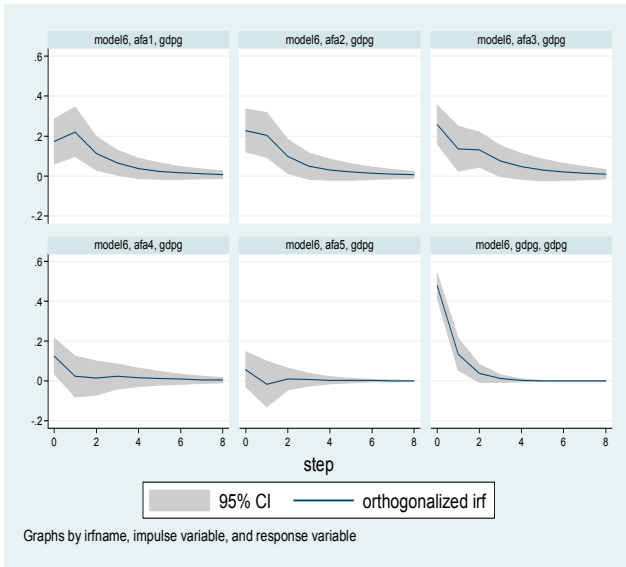 model6, afa1, gdpg
model6, afa2, gdpg
model6, afa3, gdpg
.6
.4
.2
0
-.2
model6, afa4, gdpg
model6, afa5, gdpg
model6, gdpg, gdpg
.6
.4
.2
0
-.2
0 2 4 6 8
0 2 4 6 8
0 2 4 6 8
step
95% CI
orthogonalized irf
Graphs by irfname, impulse variable, and response variable